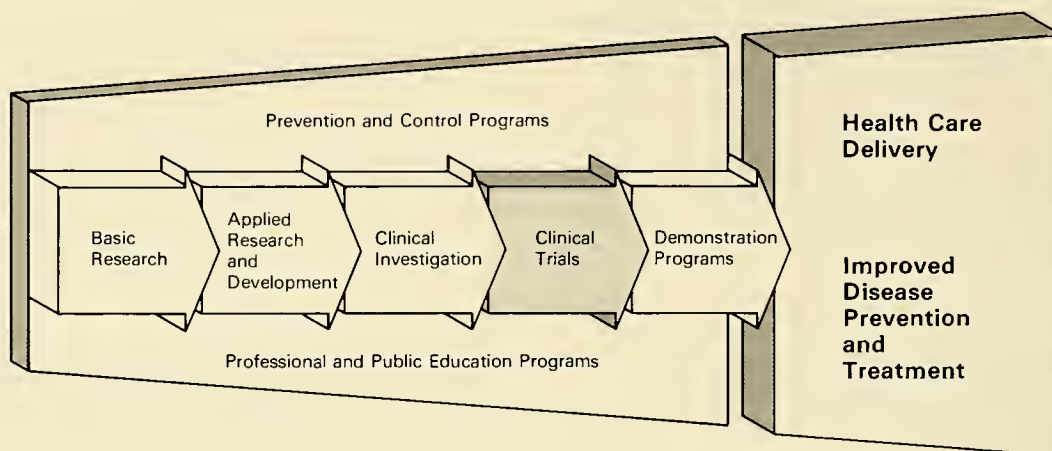 Prevention and Control Programs
Basic
Research
Applied
Research
and
Development
Clinical
Investigation
Clinical
Trials
Demonstration
Programs
Professional and Public Education Programs
Health Care
Delivery
Improved
Disease
Prevention
and
Treatment